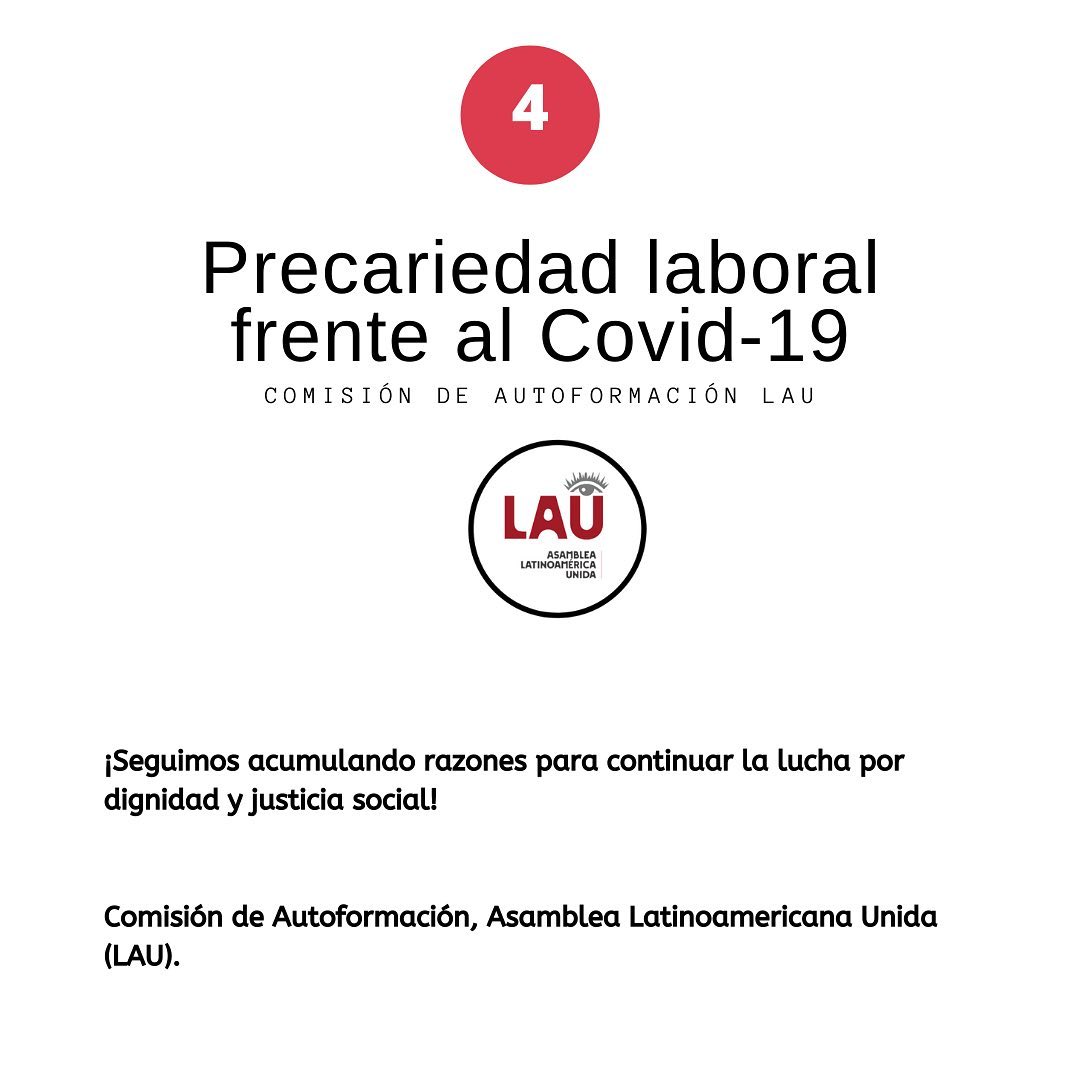 4
Precariedad laboral
frente al Covid-19
COMISIÓN DE AUTOFORMACIÓN LAU
LAU
ASAMBLEA
LATINOAMÉRICA
UNIDA
¡Seguimos acumulando razones para continuar la lucha por
dignidad y justicia social!
Comisión de Autoformación, Asamblea Latinoamericana Unida
(LAU).